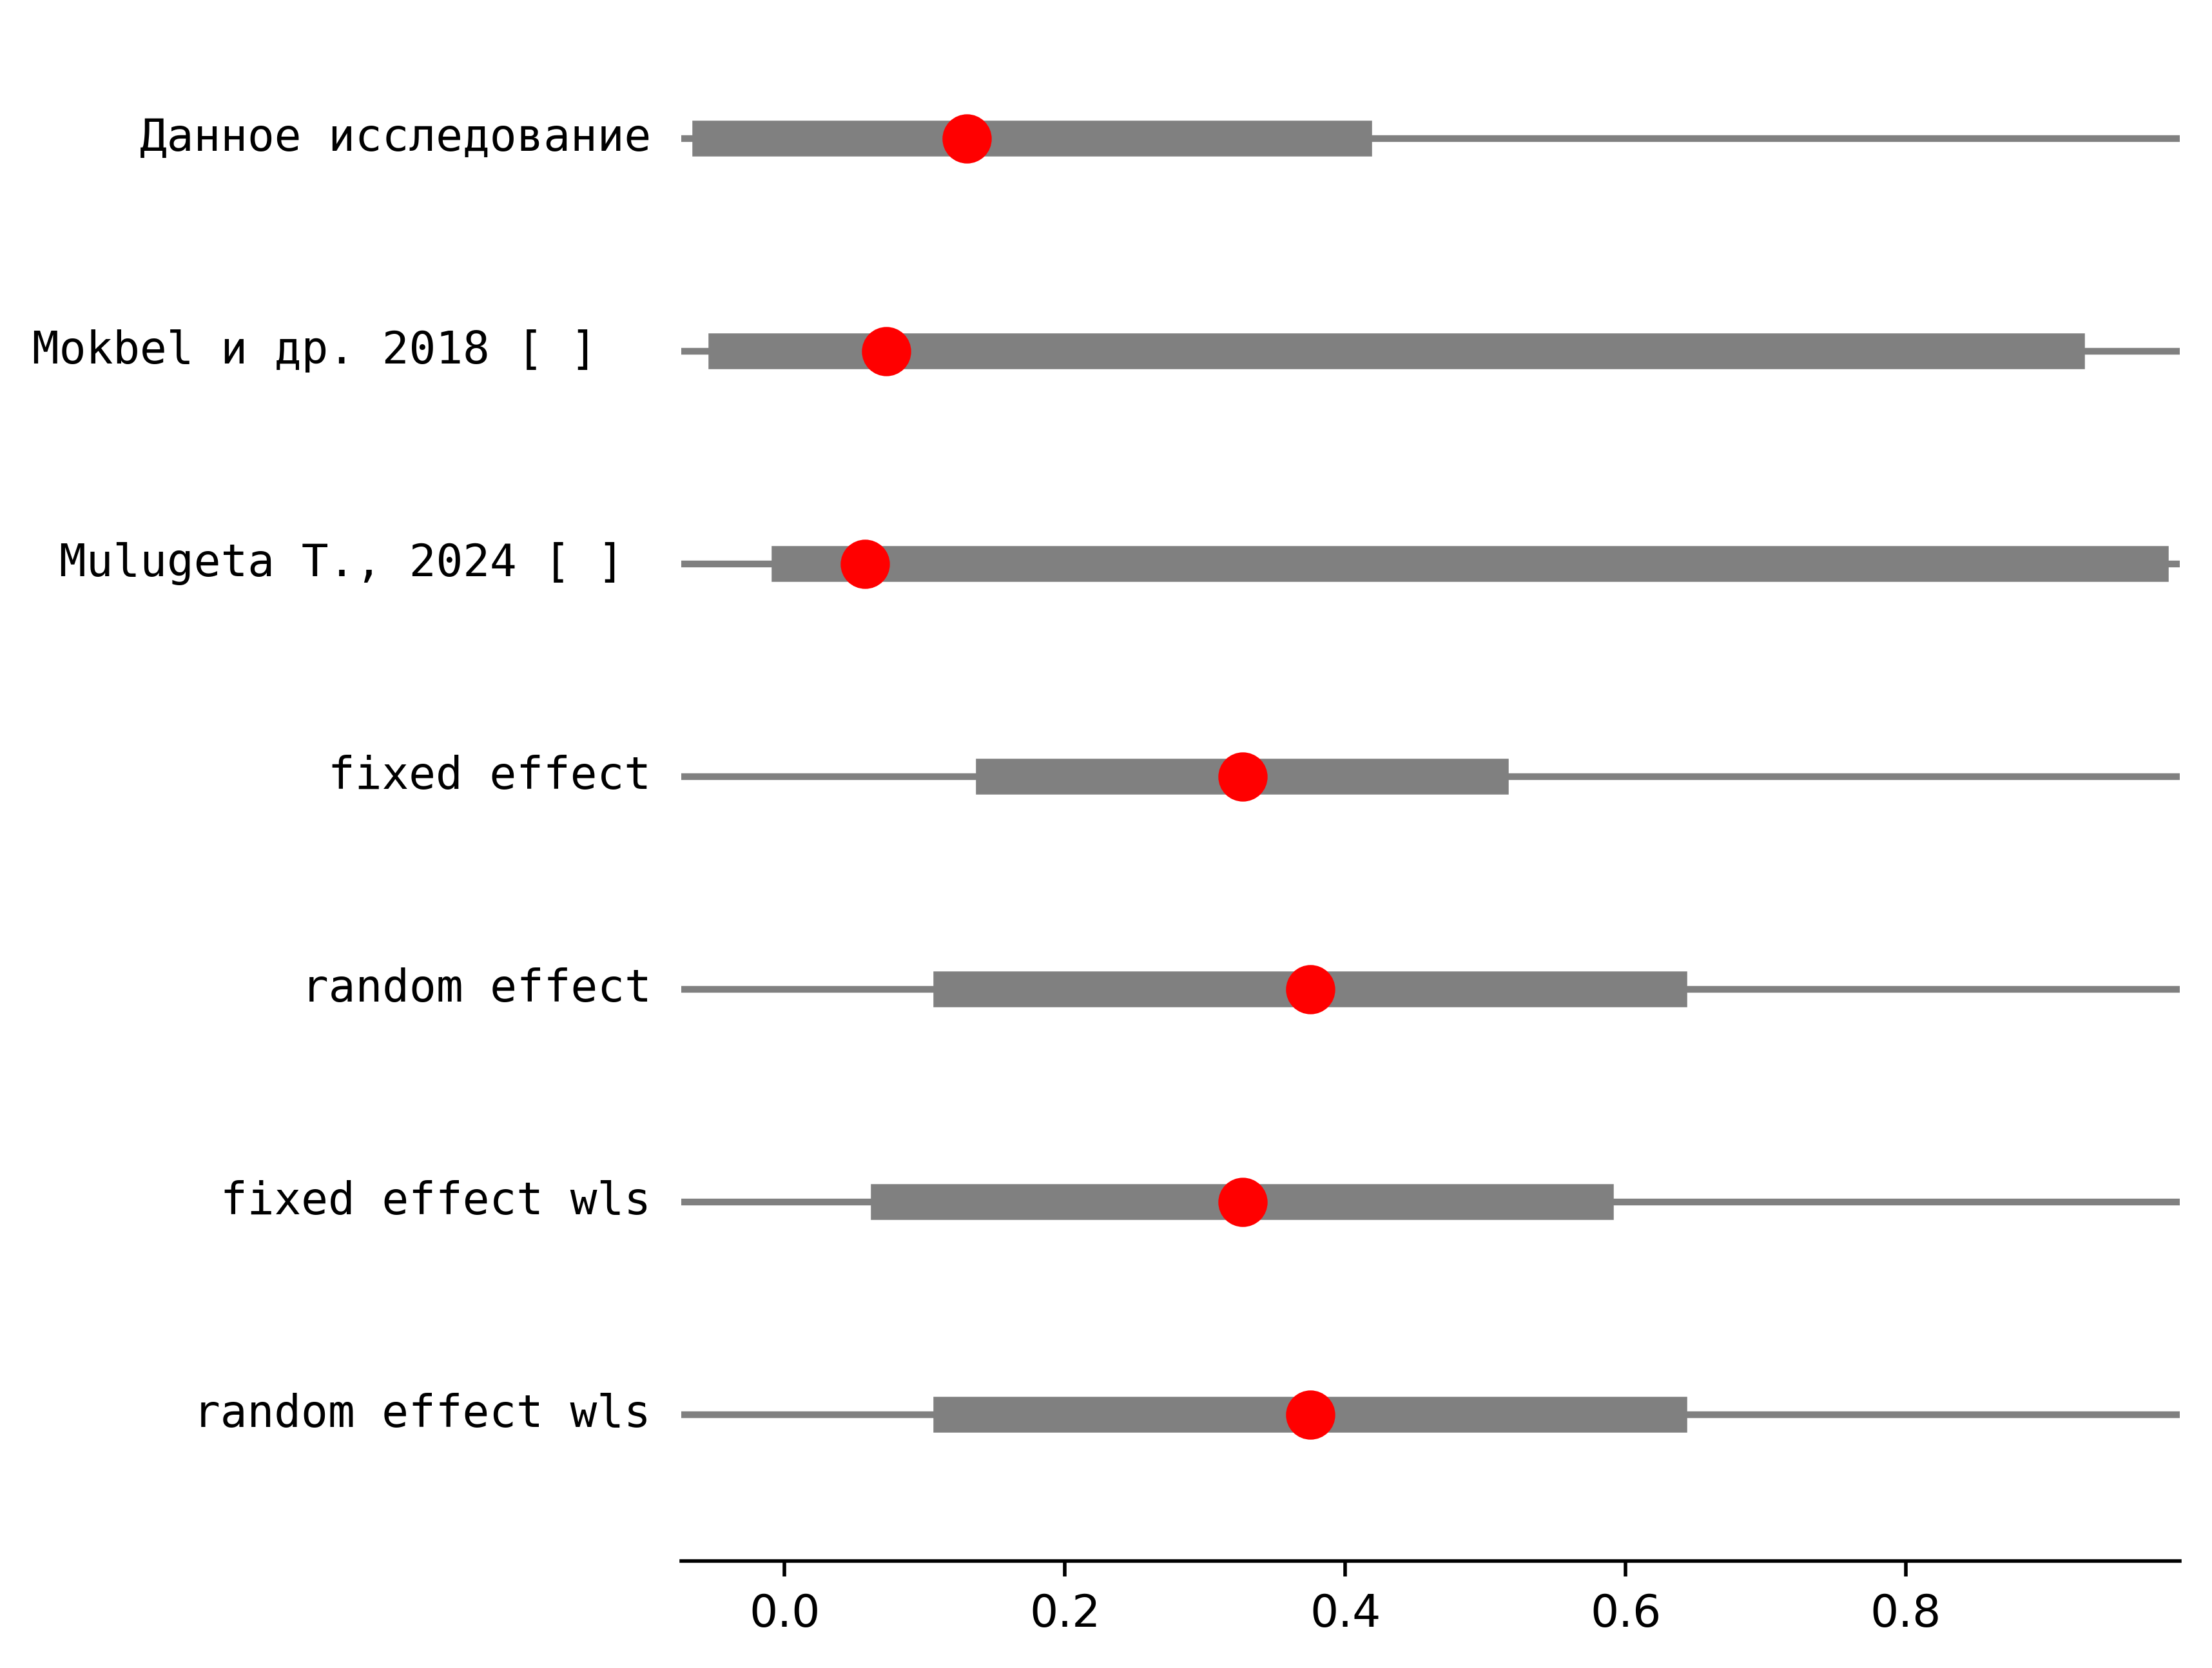 Данное исследование
Mokbel и др. 2018 [ ]
Mulugeta T., 2024 [ ]
fixed effect
random effect
fixed effect wls
random effect wls
0.0 0.2 0.4 0.6 0.8